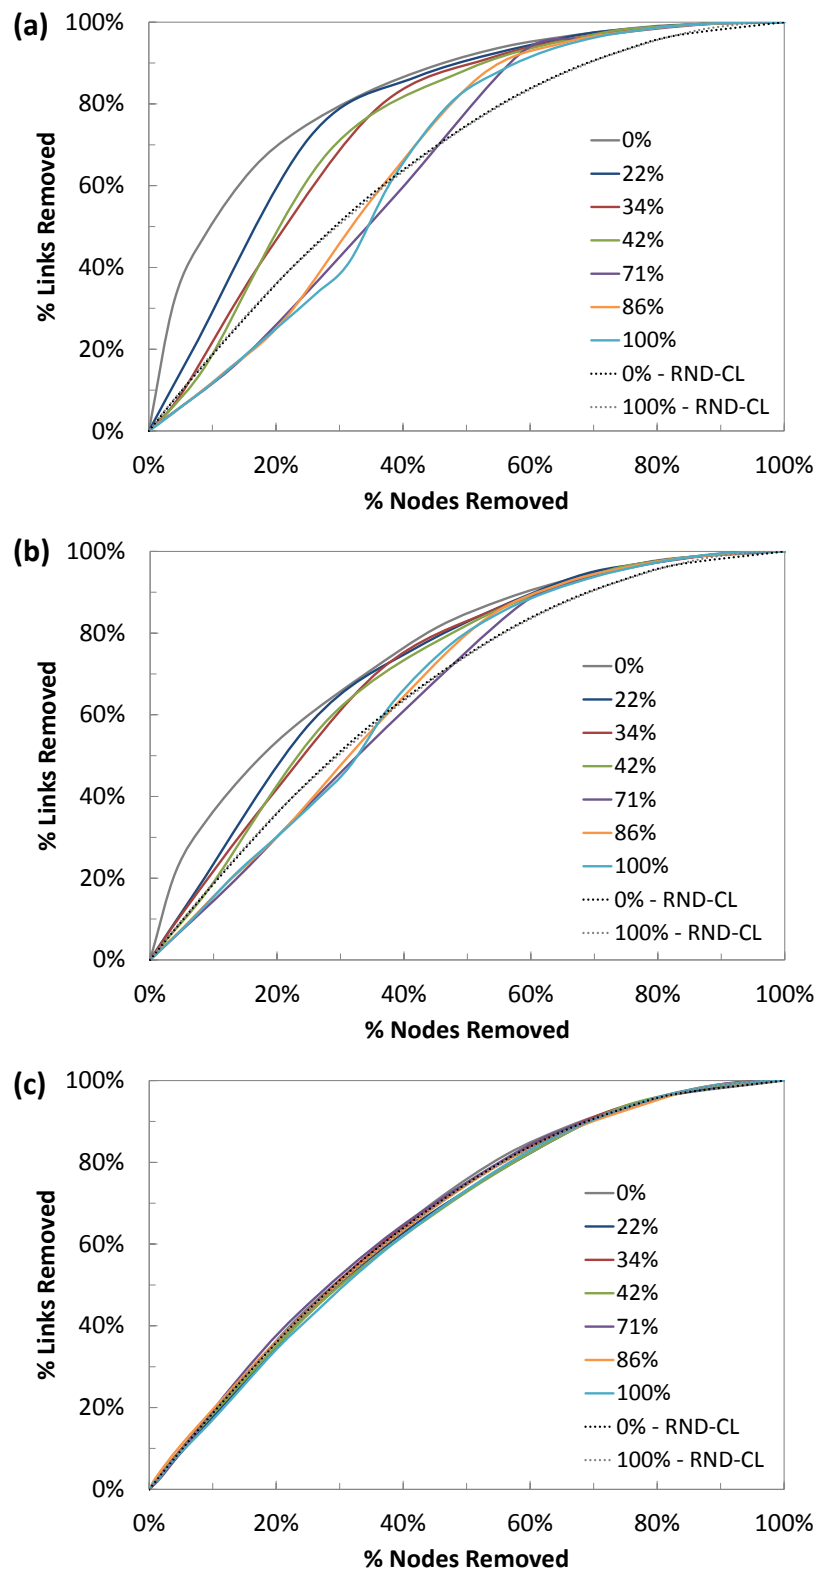 (a)
100%
80%
60%
40%
20%
0%
% Links Removed
0%
22%
34%
42%
71%
86%
100%
0% - RND-CL
100% - RND-CL
0% 20% 40% 60% 80% 100%
% Nodes Removed
(b)
100%
80%
60%
40%
20%
0%
% Links Removed
0%
22%
34%
42%
71%
86%
100%
0% - RND-CL
100% - RND-CL
0% 20% 40% 60% 80% 100%
% Nodes Removed
(c)
100%
80%
60%
40%
20%
0%
% Links Removed
0%
22%
34%
42%
71%
86%
100%
0% - RND-CL
100% - RND-CL
0% 20% 40% 60% 80% 100%
% Nodes Removed